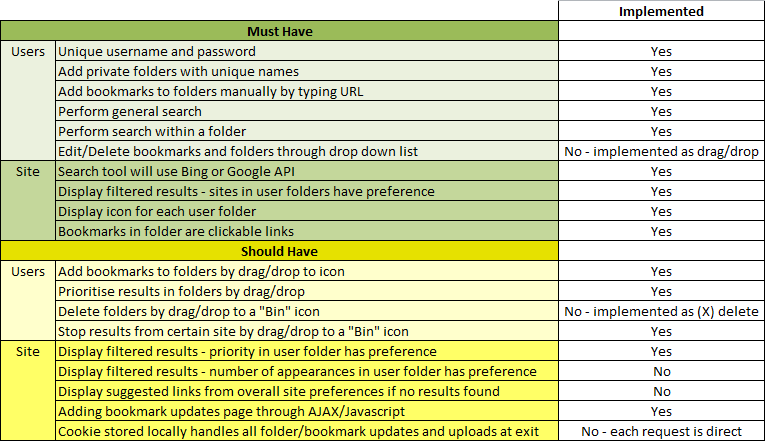 Implemented
Must Have
Users Unique username and password Yes
Add private folders with unique names Yes
Add bookmarks to folders manually by typing URL Yes
Perform general search Yes
Perform search within a folder Yes
Edit/Delete bookmarks and folders through drop down list No - implemented as drag/drop
Site Search tool will use Bing or Google API Yes
Display filtered results - sites in user folders have preference Yes
Display icon for each user folder Yes
Bookmarks in folder are clickable links Yes
Should Have
Users Add bookmarks to folders by drag/drop to icon Yes
Prioritise results in folders by drag/drop Yes
Delete folders by drag/drop to a "Bin" icon No - implemented as (X) delete
Stop results from certain site by drag/drop to a "Bin" icon Yes
Site Display filtered results - priority in user folder has preference Yes
Display filtered results - number of appearances in user folder has preference No
Display suggested links from overall site preferences if no results found No
Adding bookmark updates page through AJAX/Javascript Yes
Cookie stored locally handles all folder/bookmark updates and uploads at exit No - each request is direct